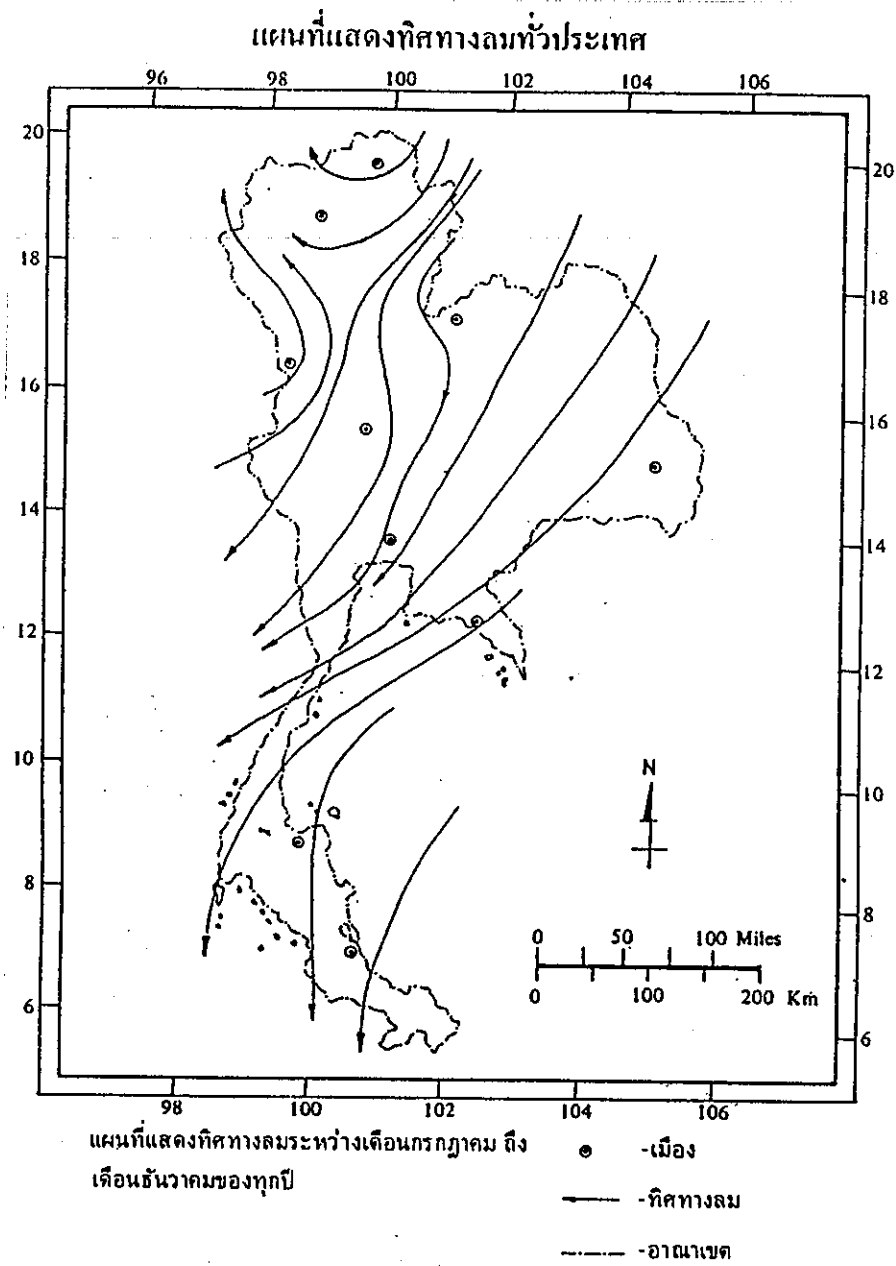 แผนที่แสดงทิศทางลมทั่วประเทศ
96 98 100 102 104 106
20 20
18 18
16 16
14 14
12 12
10 10
8 8
6 6
N
0 50 100 Miles
0 100 200 Km
98 100 102 104 106
แผนที่แสดงทิศทางลมระหว่างเดือนกรกฎาคม ถึง
เดือนธันวาคมของทุกปี
-เมือง
-ทิศทางลม
-อาณาเขต